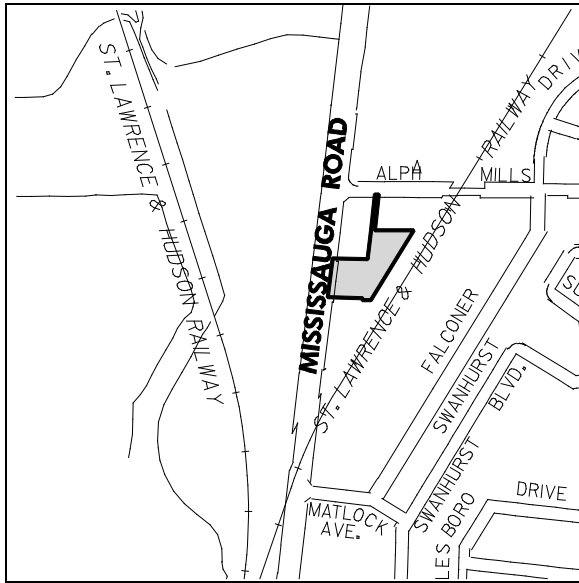 ST. LAWRENCE & HUDSON RAILWAY
MISSISSAUGA ROAD
ALPHA MILLS
ST. LAWRENCE & HUDSON RAILWAY
DRIV
FALCONER
SWANHURST
SWANHURST BLVD.
MATLOCK
AVE.
LES BORO
DRIVE